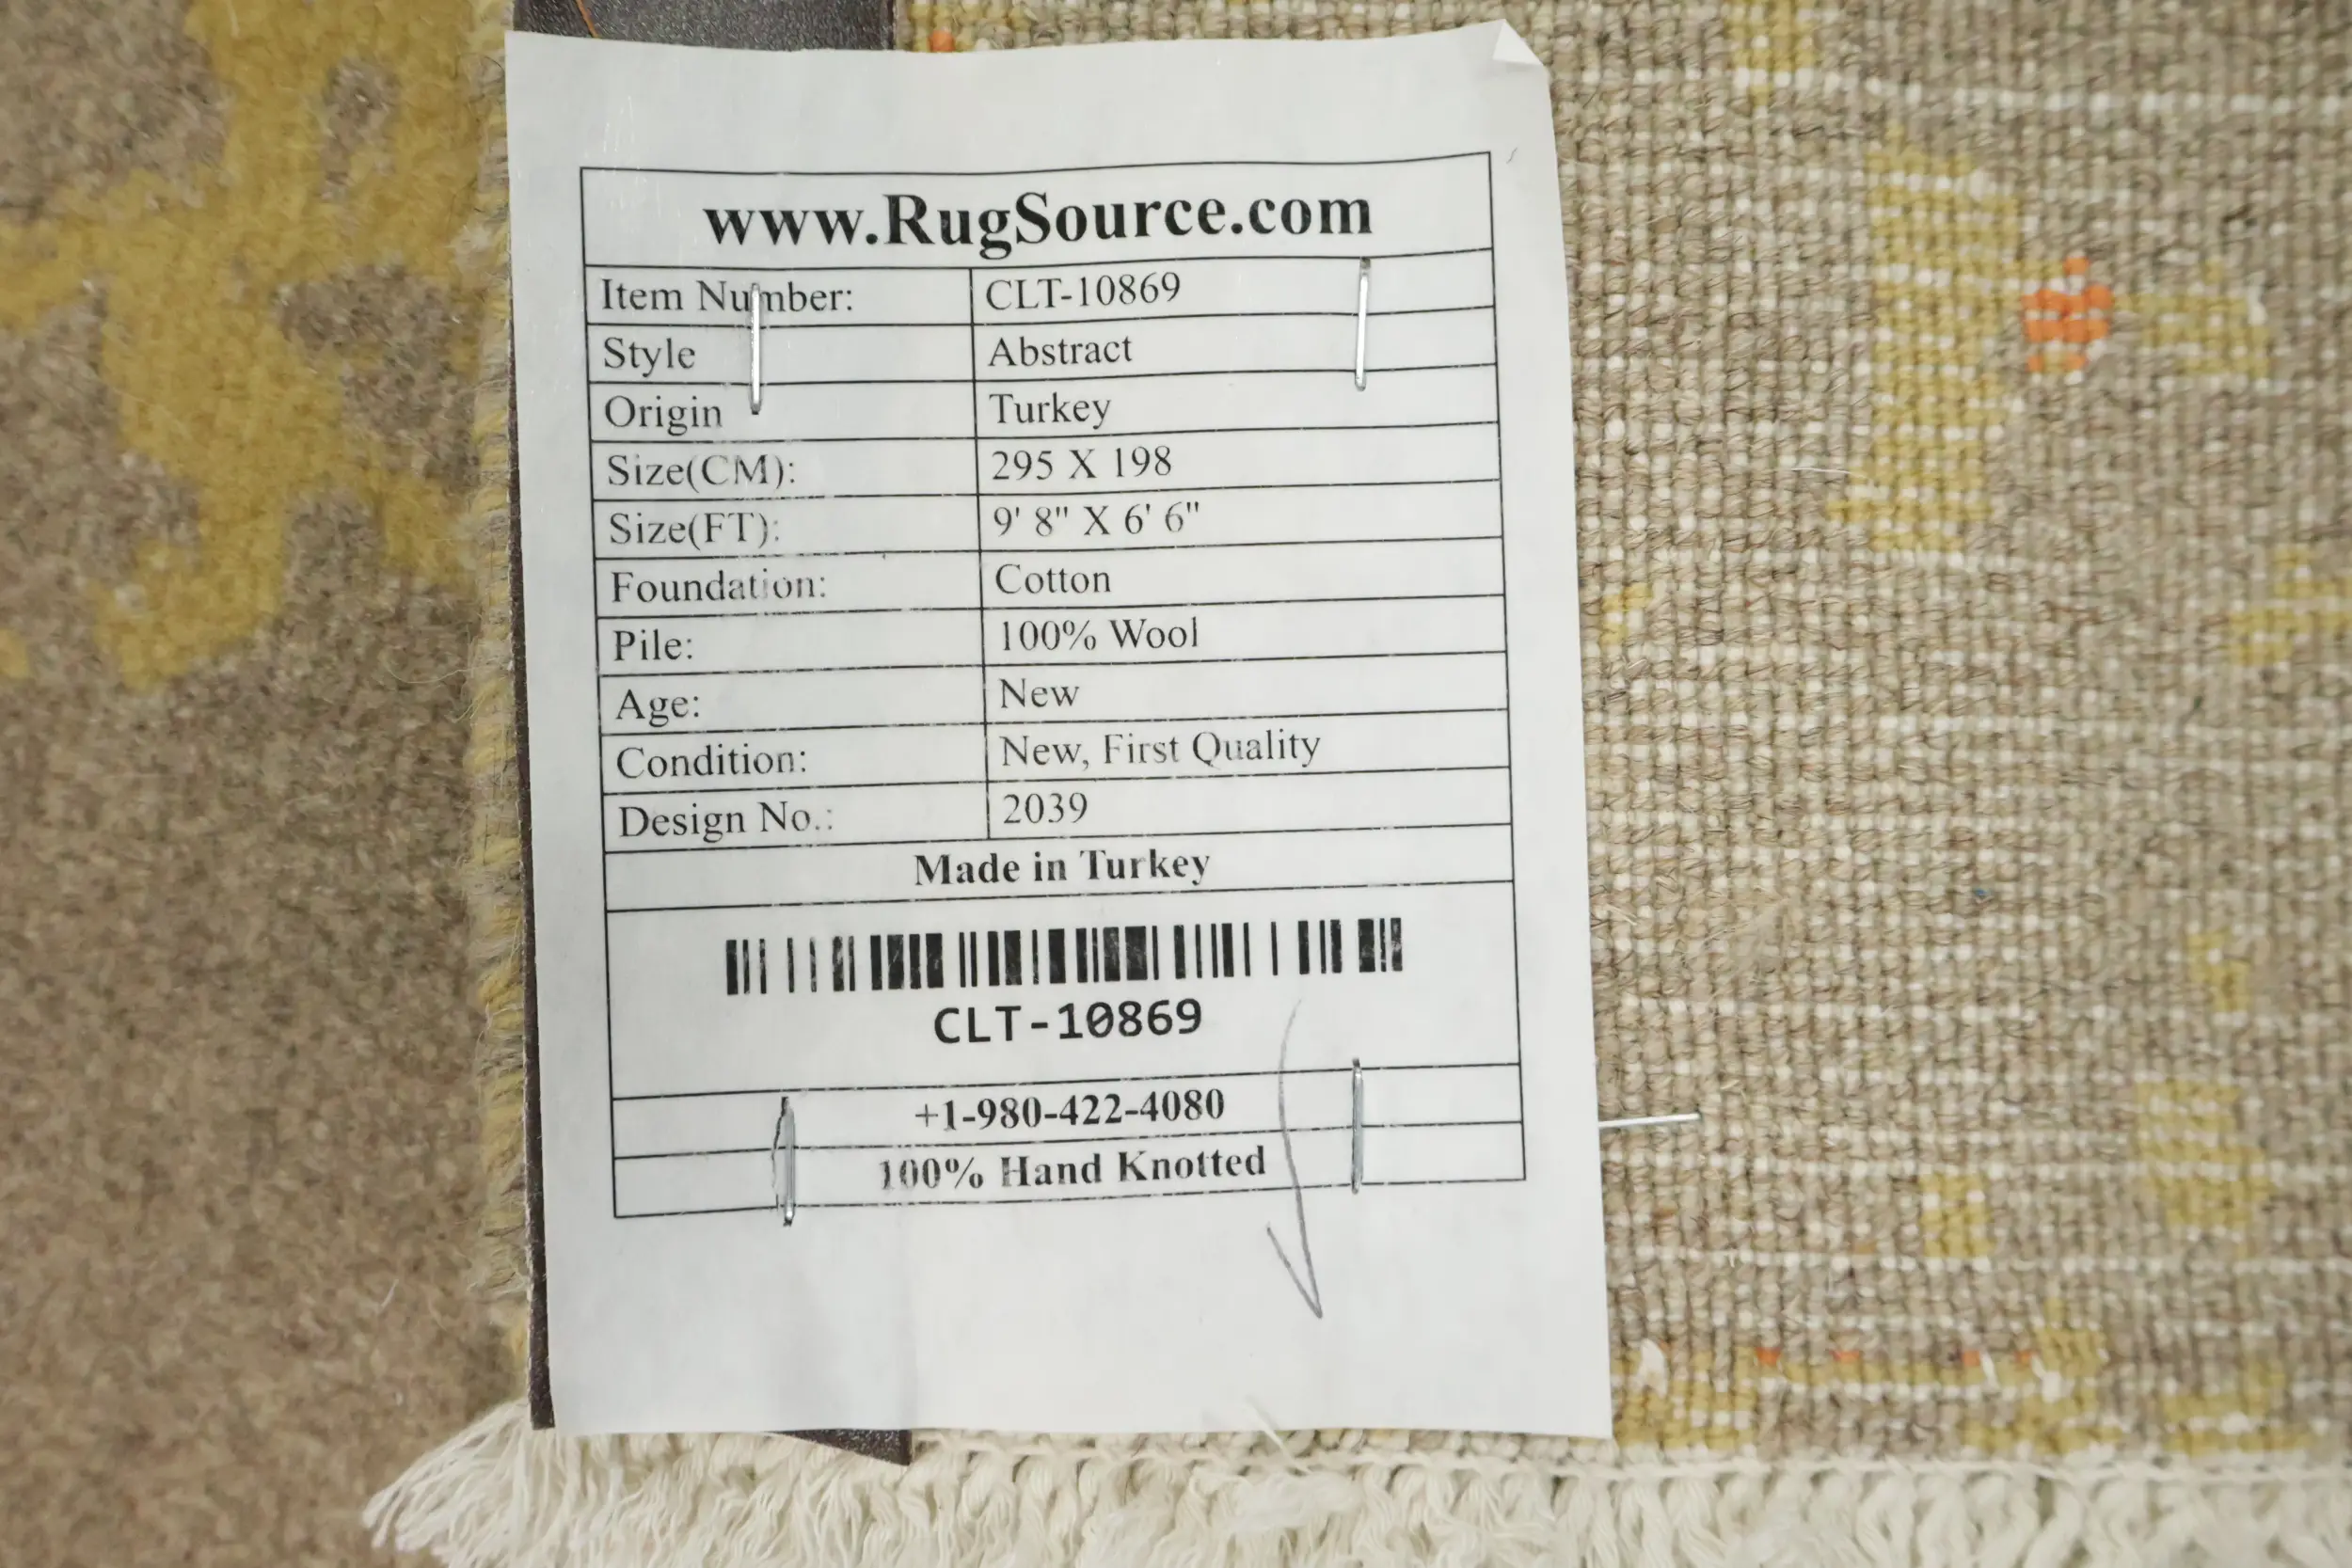 www.RugSource.com
Item Number: CLT-10869
Style Abstract
Origin Turkey
Size(CM): 295 X 198
Size(FT): 9' 8" X 6' 6"
Foundation: Cotton
Pile: 100% Wool
Age: New
Condition: New, First Quality
Design No.: 2039
Made in Turkey
CLT-10869
+1-980-422-4080
100% Hand Knotted